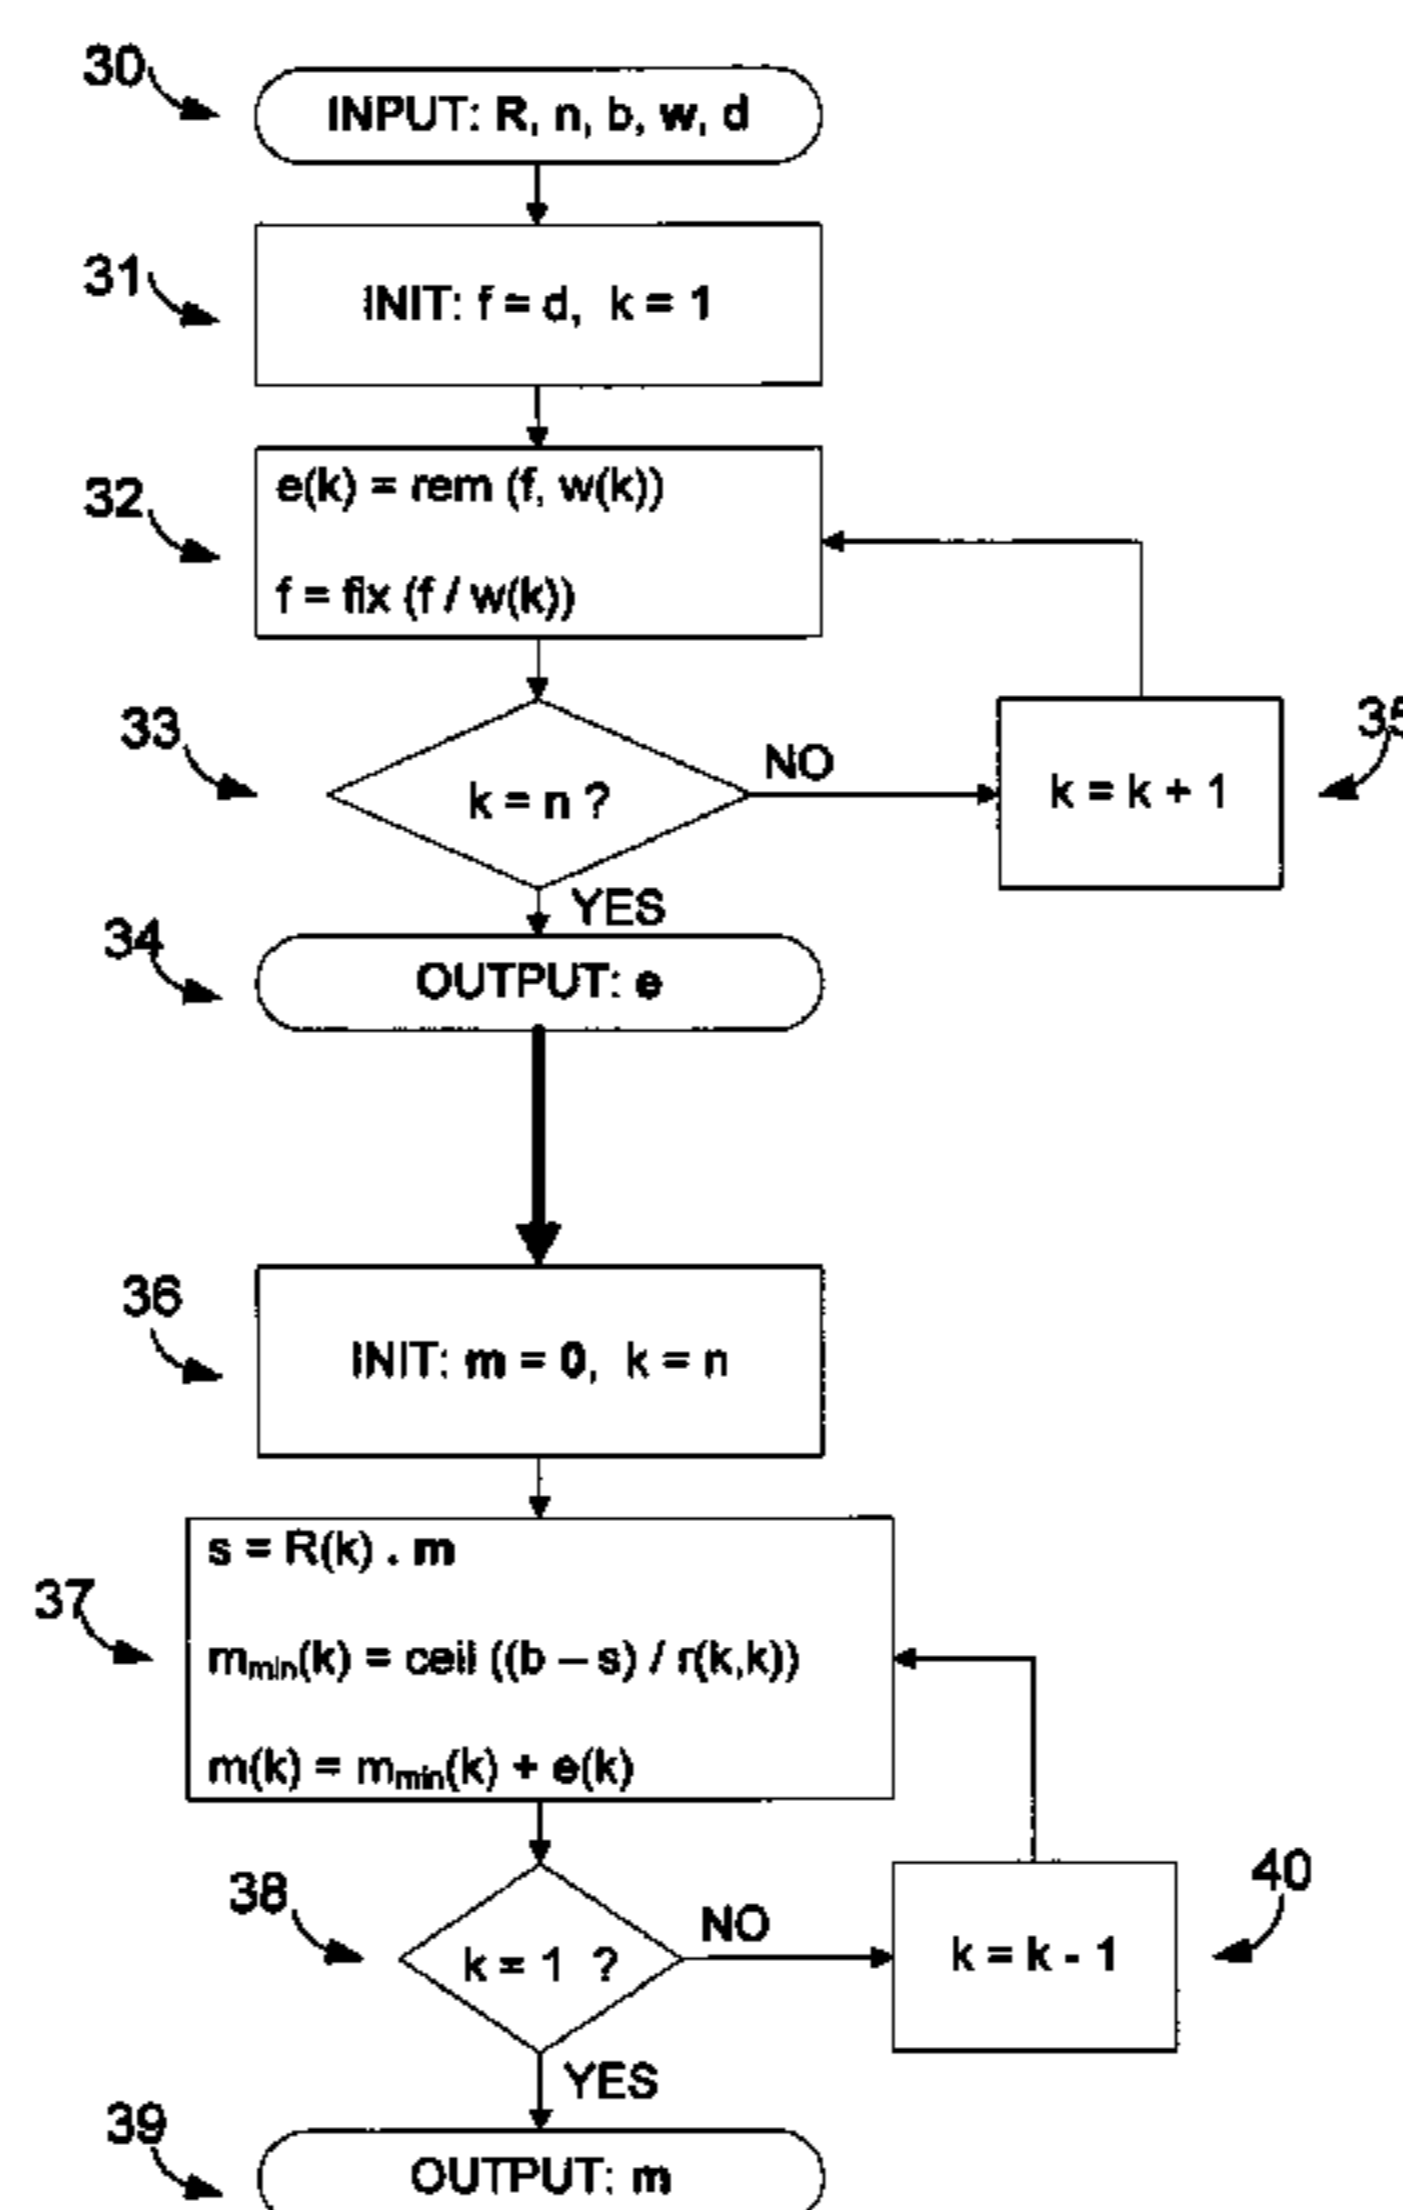 30
INPUT: R, n, b, w, d
31
INIT: f = d, k = 1
32
e(k) = rem (f, w(k))
f = fix (f / w(k))
33
k = n ?
NO
k = k + 1
35
YES
34
OUTPUT: e
36
INIT: m = 0, k = n
37
s = R(k) . m
mmin(k) = ceil ((b – s) / r(k,k))
m(k) = mmin(k) + e(k)
38
k = 1 ?
NO
k = k - 1
40
YES
39
OUTPUT: m